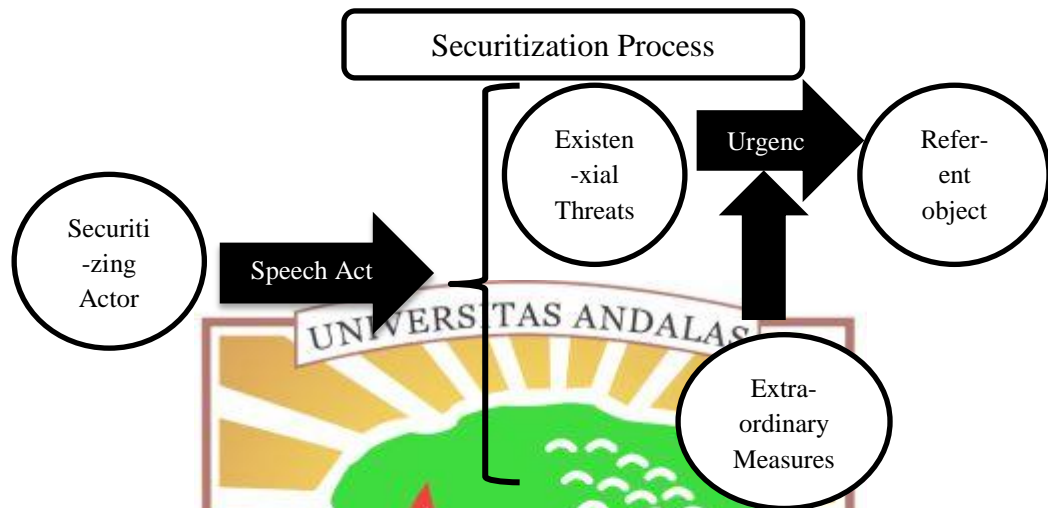 Securitization Process
Existen
-xial
Threats
Urgenc
Refer-
ent
object
Securiti
-zing
Actor
Speech Act
UNIVERSITAS ANDALAS
Extra-
ordinary
Measures